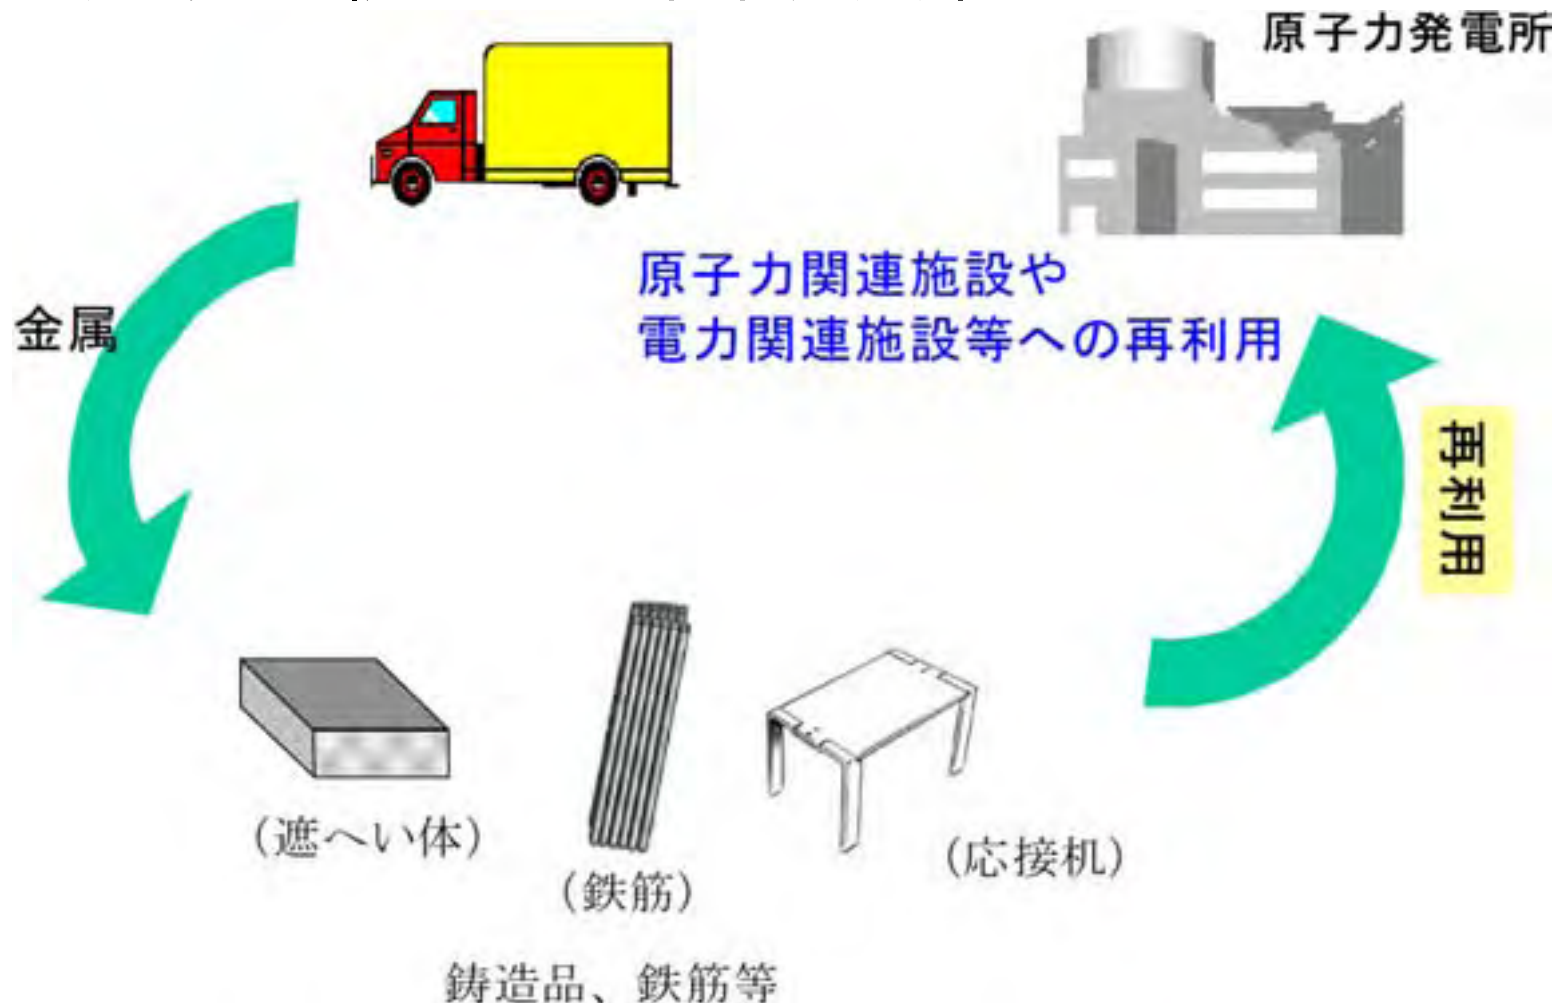 原子力発電所
原子力関連施設や
電力関連施設等への再利用
金属
再利用
（遮へい体）
（鉄筋）
（応接机）
鋳造品、鉄筋等